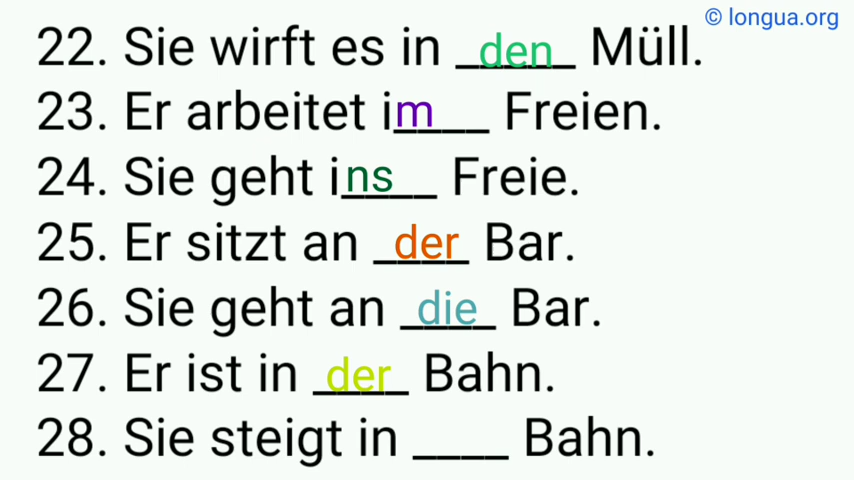 © longua.org
22. Sie wirft es in den Müll.
23. Er arbeitet im____ Freien.
24. Sie geht ins____ Freie.
25. Er sitzt an der Bar.
26. Sie geht an die Bar.
27. Er ist in der Bahn.
28. Sie steigt in ____ Bahn.